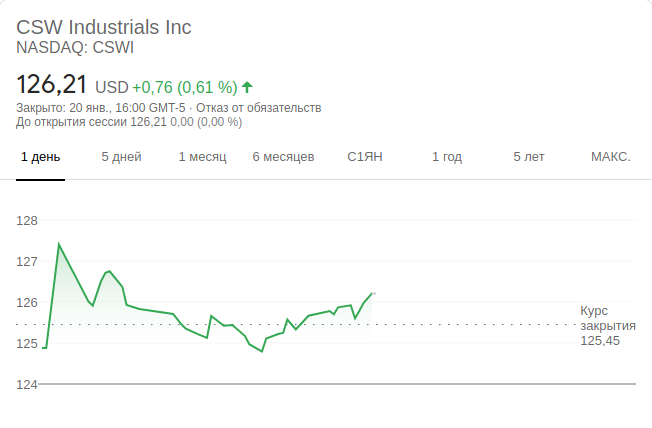 CSW Industrials Inc
NASDAQ: CSWI
126,21 USD +0,76 (0,61 %)
Закрыто: 20 янв., 16:00 GMT-5 · Отказ от обязательств
До открытия сессии 126,21 0,00 (0,00 %)
1 день 5 дней 1 месяц 6 месяцев С1ЯН 1 год 5 лет МАКС.
128
127
126
Курс
закрытия
125,45
125
124